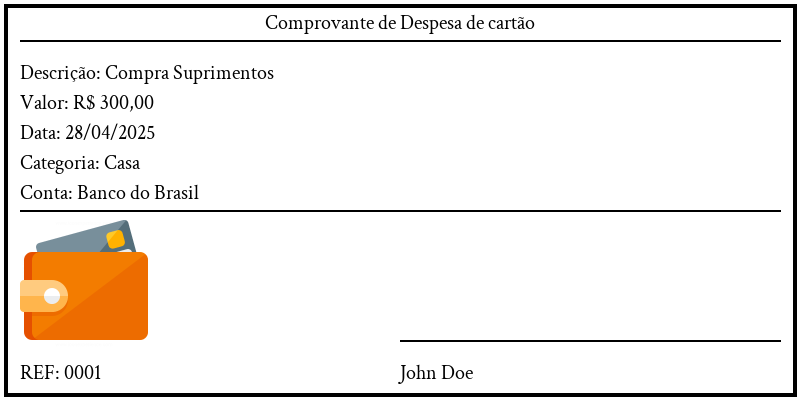 Comprovante de Despesa de cartão
Descrição: Compra Suprimentos
Valor: R$ 300,00
Data: 28/04/2025
Categoria: Casa
Conta: Banco do Brasil
REF: 0001
John Doe